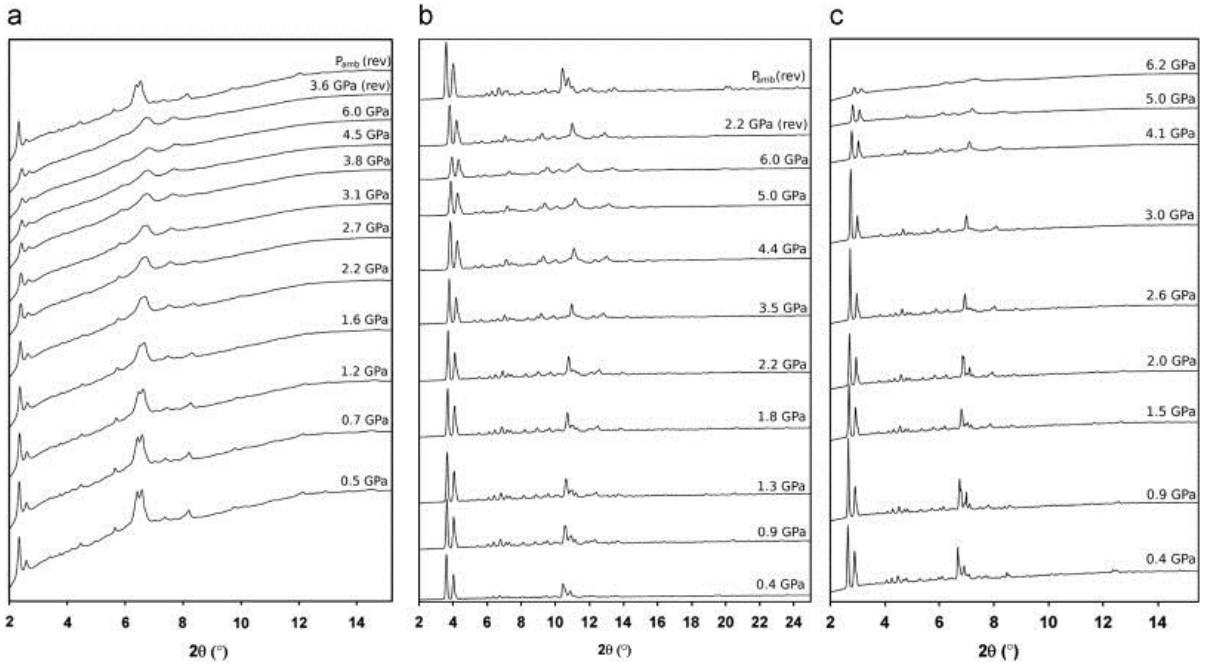 a
P_amb (rev)
3.6 GPa (rev)
6.0 GPa
4.5 GPa
3.8 GPa
3.1 GPa
2.7 GPa
2.2 GPa
1.6 GPa
1.2 GPa
0.7 GPa
0.5 GPa
2 4 6 8 10 12 14
2θ (°)
b
P_amb(rev)
2.2 GPa (rev)
6.0 GPa
5.0 GPa
4.4 GPa
3.5 GPa
2.2 GPa
1.8 GPa
1.3 GPa
0.9 GPa
0.4 GPa
2 4 6 8 10 12 14 16 18 20 22 24
2θ (°)
c
6.2 GPa
5.0 GPa
4.1 GPa
3.0 GPa
2.6 GPa
2.0 GPa
1.5 GPa
0.9 GPa
0.4 GPa
2 4 6 8 10 12 14
2θ (°)